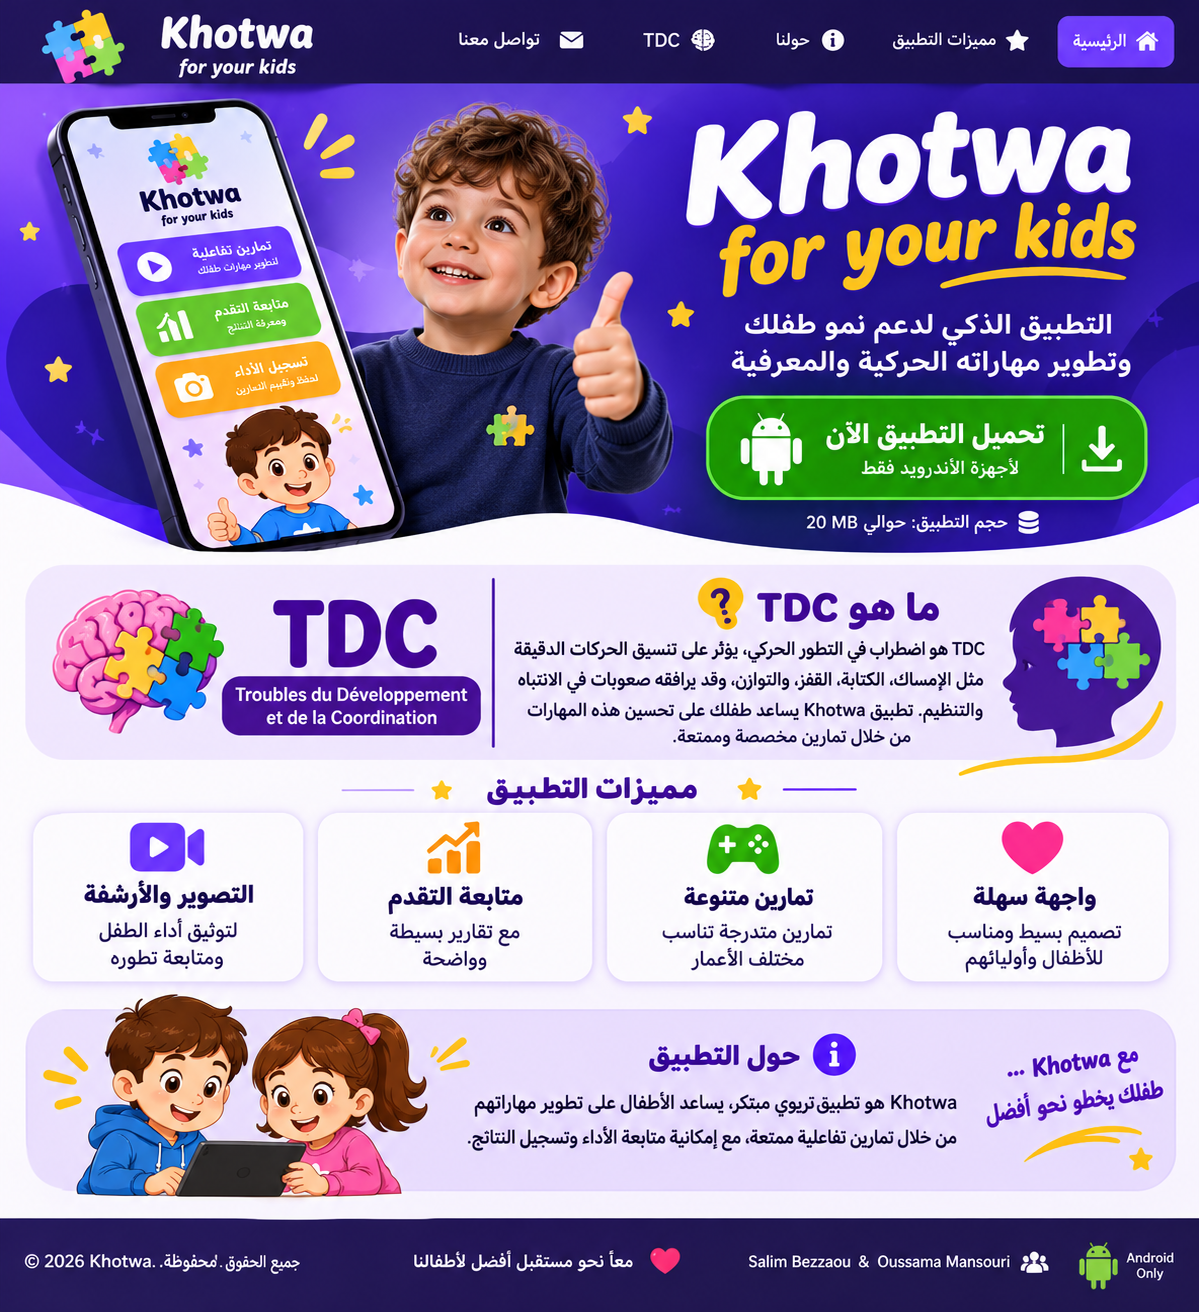 Khotwa
for your kids
الرئيسية
مميزات التطبيق
حولنا
TDC
تواصل معنا
Khotwa
for your kids
التطبيق الذكي لدعم نمو طفلك
وتطوير مهاراته الحركية والمعرفية
تحميل التطبيق الآن
لأجهزة الأندرويد فقط
حجم التطبيق: حوالي 20 MB
Khotwa
for your kids
تمارين تفاعلية
لتطوير مهارات طفلك
متابعة التقدم
ومعرفة النتائج
تسجيل الأداء
لحفظ وتقييم التمارين
ما هو TDC ?
TDC هو اضطراب في التطور الحركي، يؤثر على تنسيق الحركات الدقيقة
مثل الإمساك، الكتابة، القفز، والتوازن، وقد يرافقه صعوبات في الانتباه
والتنظيم. تطبيق Khotwa يساعد طفلك على تحسين هذه المهارات
من خلال تمارين مخصصة وممتعة.
TDC
Troubles du Développement
et de la Coordination
مميزات التطبيق
واجهة سهلة
تصميم بسيط ومناسب
للأظفال وأوليائهم
تمارين متنوعة
تمارين متدرجة تناسب
مختلف الأعمار
متابعة التقدم
مع تقارير بسيطة
وواضحة
التصوير والأرشفة
لتوثيق أداء الطفل
ومتابعة تطوره
مع Khotwa ...
طفلك يخطو نحو أفضل
حول التطبيق
Khotwa هو تطبيق تربوي مبتكر، يساعد الأطفال على تطوير مهاراتهم
من خلال تمارين تفاعلية ممتعة، مع إمكانية متابعة الأداء وتسجيل النتائج.
Android
Only
Salim Bezzaou & Oussama Mansouri
معاً نحو مستقبل أفضل لأطفالنا
© 2026 Khotwa. جميع الحقوق محفوظة.